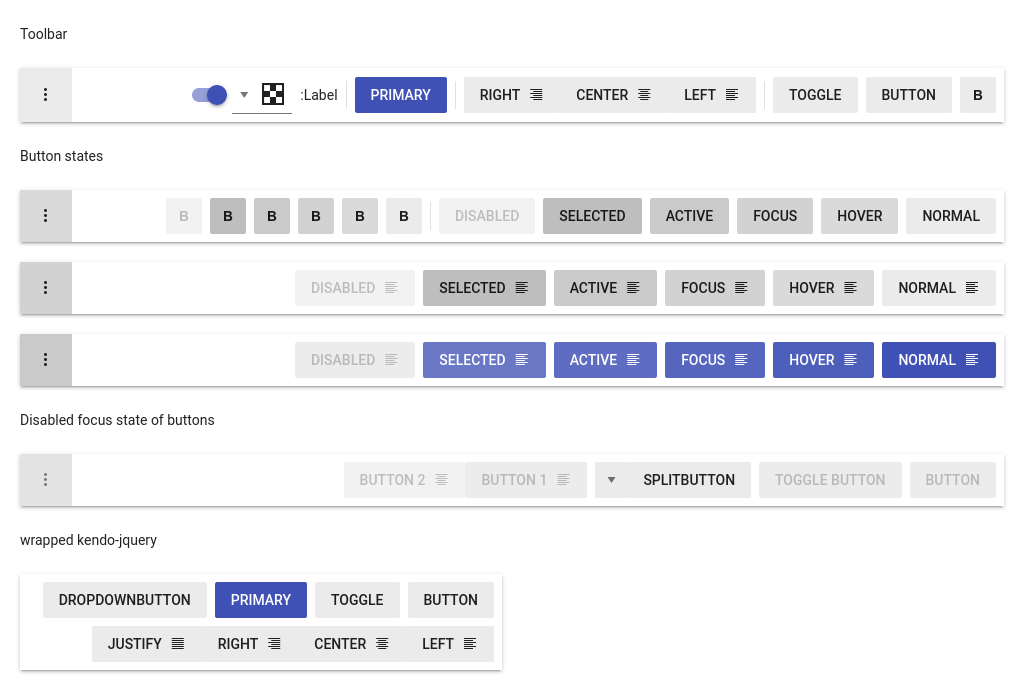 Toolbar
:Label PRIMARY RIGHT CENTER LEFT TOGGLE BUTTON B
Button states
B B B B B B DISABLED SELECTED ACTIVE FOCUS HOVER NORMAL
DISABLED SELECTED ACTIVE FOCUS HOVER NORMAL
DISABLED SELECTED ACTIVE FOCUS HOVER NORMAL
Disabled focus state of buttons
BUTTON 2 BUTTON 1 SPLITBUTTON TOGGLE BUTTON BUTTON
wrapped kendo-jquery
DROPDOWNBUTTON PRIMARY TOGGLE BUTTON
JUSTIFY RIGHT CENTER LEFT